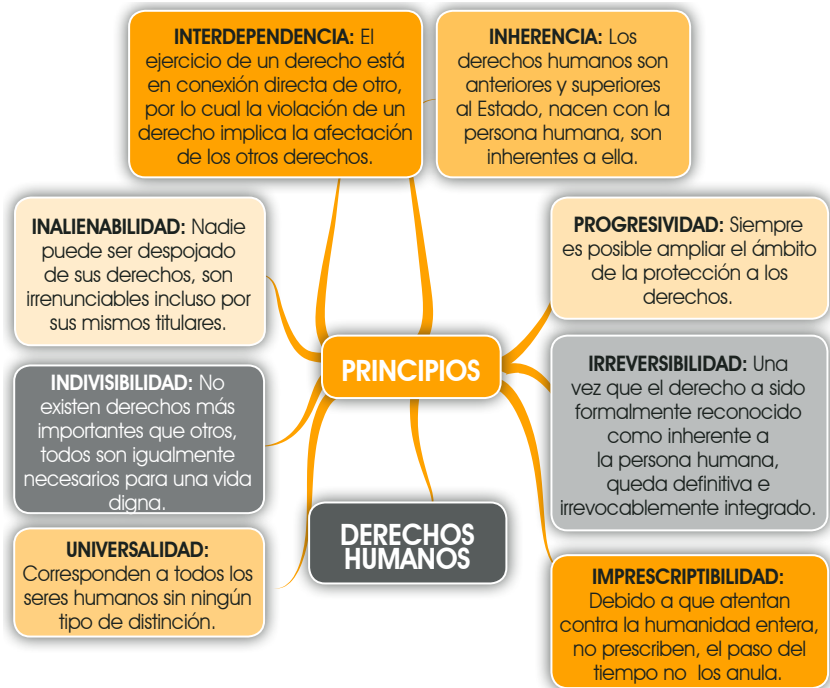 INTERDEPENDENCIA: El
ejercicio de un derecho está
en conexión directa de otro,
por lo cual la violación de un
derecho implica la afectación
de los otros derechos.
INHERENCIA: Los
derechos humanos son
anteriores y superiores
al Estado, nacen con la
persona humana, son
inherentes a ella.
INALIENABILIDAD: Nadie
puede ser despojado
de sus derechos, son
irrenunciables incluso por
sus mismos titulares.
PROGRESIVIDAD: Siempre
es posible ampliar el ámbito
de la protección a los
derechos.
PRINCIPIOS
INDIVISIBILIDAD: No
existen derechos más
importantes que otros,
todos son igualmente
necesarios para una vida
digna.
IRREVERSIBILIDAD: Una
vez que el derecho a sido
formalmente reconocido
como inherente a
la persona humana,
queda definitiva e
irrevocablemente integrado.
DERECHOS
HUMANOS
UNIVERSALIDAD:
Corresponden a todos los
seres humanos sin ningún
tipo de distinción.
IMPRESCRIPTIBILIDAD:
Debido a que atentan
contra la humanidad entera,
no prescriben, el paso del
tiempo no los anula.